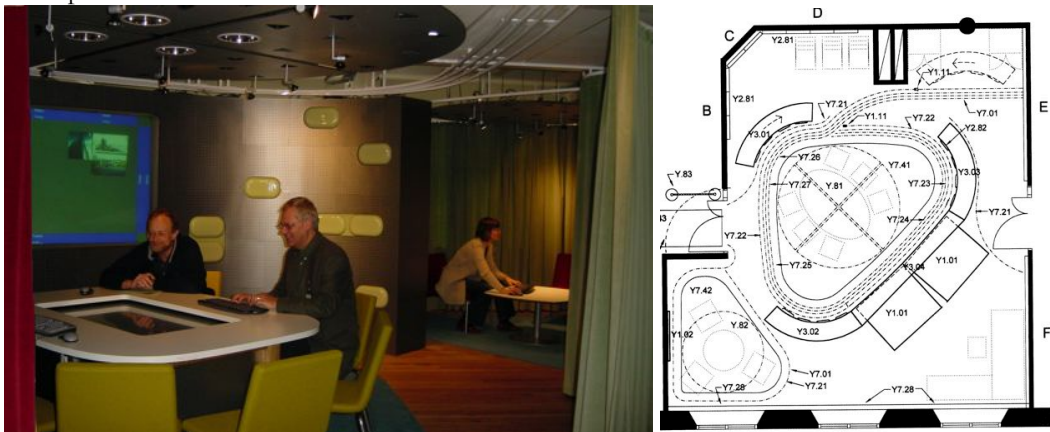 D
C
Y2.81
Y1.11
Y2.81
B
Y7.21
Y7.22
Y7.01
E
Y1.11
Y3.01
Y2.82
Y7.26
Y7.41
Y7.27
Y.81
Y7.23
Y3.03
Y.83
Y7.24
Y7.21
Y7.22
Y7.25
Y3.04
Y1.01
Y7.42
Y1.01
Y1.02
Y.82
Y3.02
F
Y7.01
Y7.21
Y7.28
Y7.28